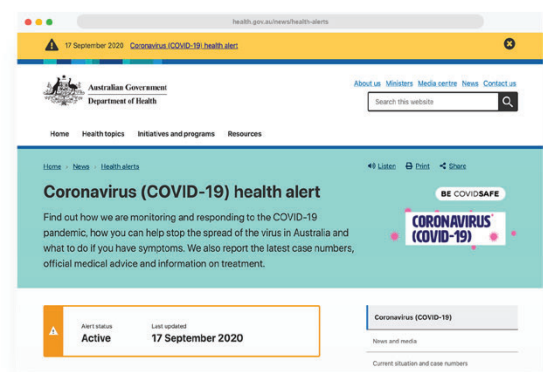 health.gov.au/news/health-alerts
17 September 2020 Coronavirus (COVID-19) health alert
About us Ministers Media centre News Contact us
Australian Government
Department of Health
Search this website
Home Health topics Initiatives and programs Resources
Home News Health alerts
Listen Print Share
Coronavirus (COVID-19) health alert
BE COVIDSAFE
CORONAVIRUS
(COVID-19)
Find out how we are monitoring and responding to the COVID-19
pandemic, how you can help stop the spread of the virus in Australia and
what to do if you have symptoms. We also report the latest case numbers,
official medical advice and information on treatment.
Alert status Last updated
Active 17 September 2020
Coronavirus (COVID-19)
News and media
Current situation and case numbers